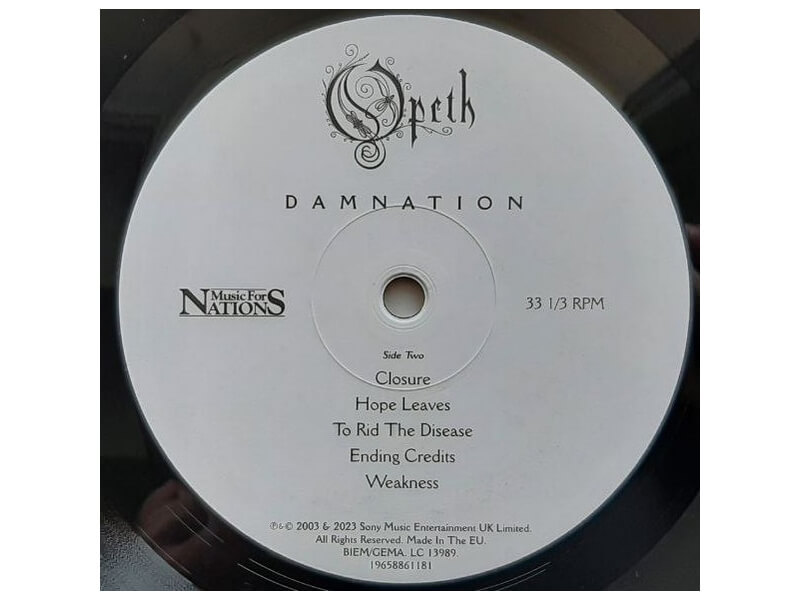 Opeth
DAMNATION
Music For
NATIONS
33 1/3 RPM
Side Two
Closure
Hope Leaves
To Rid The Disease
Ending Credits
Weakness
℗&© 2003 & 2023 Sony Music Entertainment UK Limited.
All Rights Reserved. Made In The EU.
BIEM/GEMA. LC 13989.
19658861181